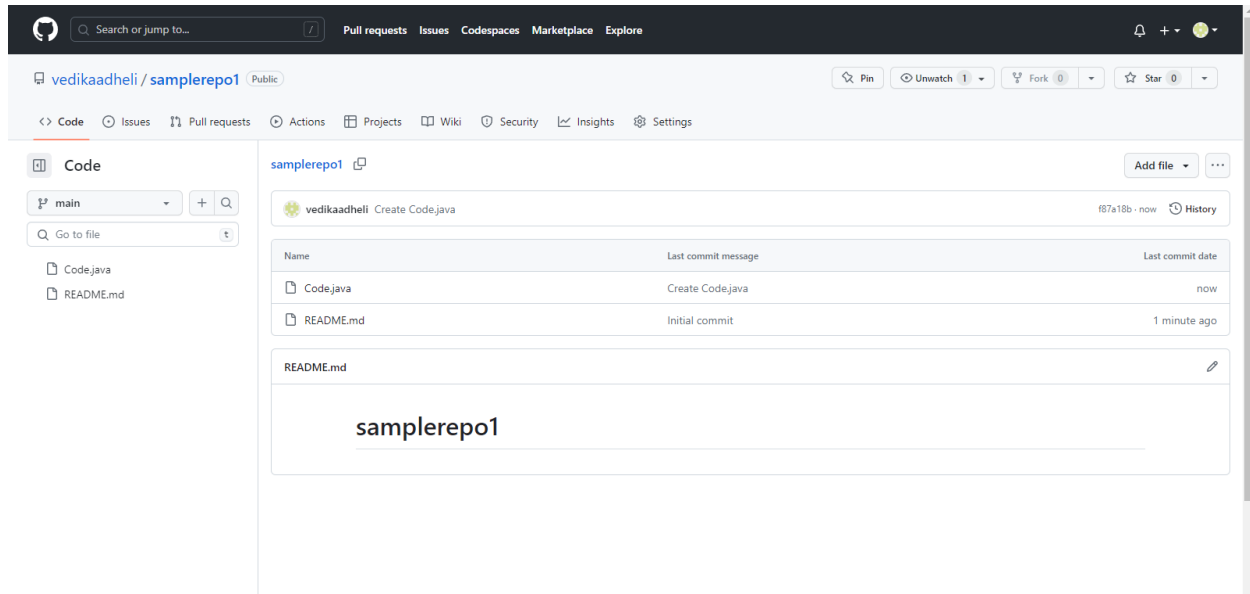 Search or jump to... / Pull requests Issues Codespaces Marketplace Explore
vedikaadheli / samplerepo1 Public Pin Unwatch 1 Fork 0 Star 0
<> Code Issues Pull requests Actions Projects Wiki Security Insights Settings
Code samplerepo1 Add file ...
main
vedikaadheli Create Code.java f87a18b · now History
Go to file t
Name Last commit message Last commit date
Code.java
Code.java Create Code.java now
README.md
README.md Initial commit 1 minute ago
README.md
samplerepo1